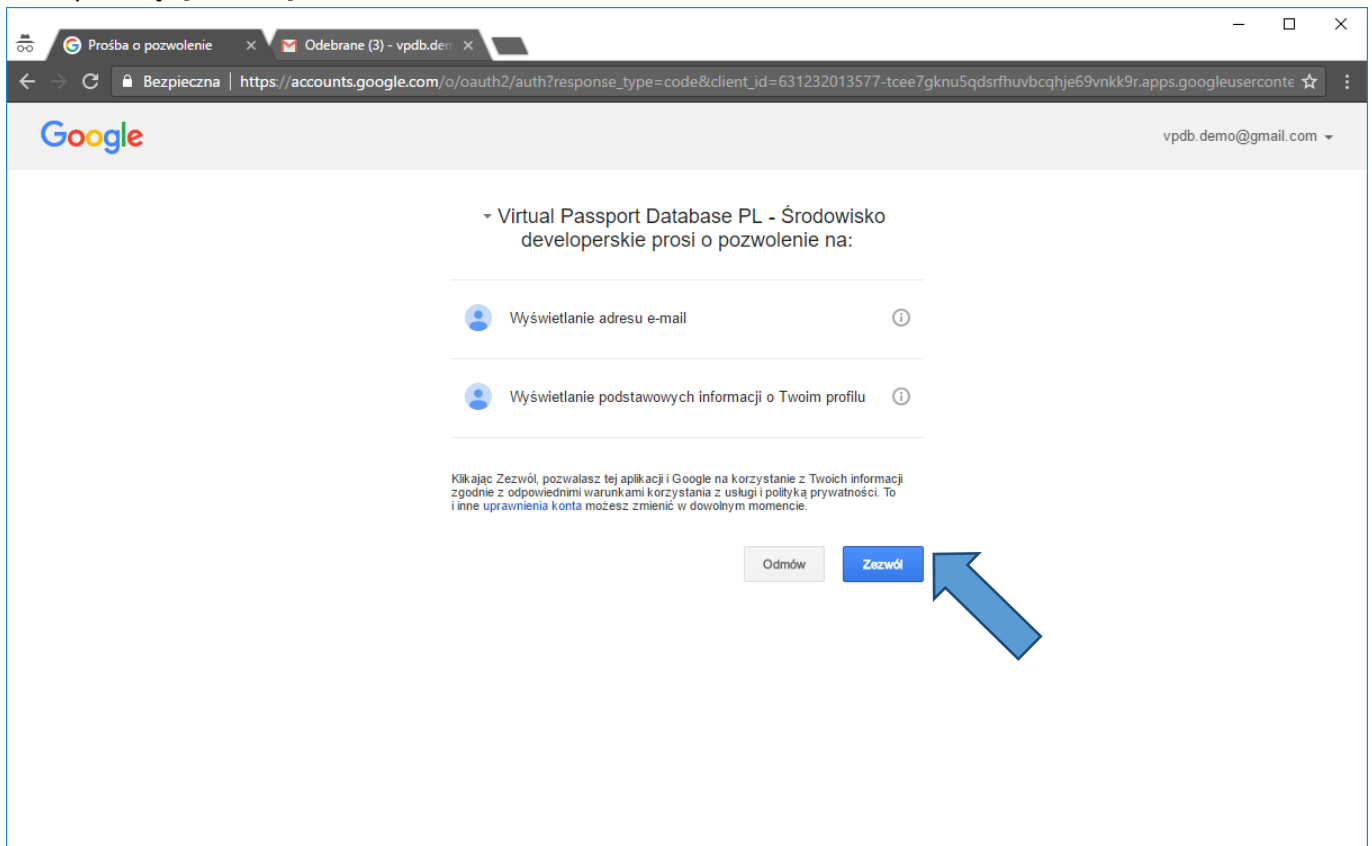 Prośba o pozwolenie
Odebrane (3) - vpdb.den
Bezpieczna | https://accounts.google.com/o/oauth2/auth?response_type=code&client_id=631232013577-tcee7gknu5qdsrfhuvbcqhje69vnkk9r.apps.googleuserconte
Google
vpdb.demo@gmail.com
Virtual Passport Database PL - Środowisko
developerskie prosi o pozwolenie na:
Wyświetlanie adresu e-mail
Wyświetlanie podstawowych informacji o Twoim profilu
Klikając Zezwól, pozwalasz tej aplikacji i Google na korzystanie z Twoich informacji
zgodnie z odpowiednimi warunkami korzystania z usługi i polityką prywatności. To
i inne uprawnienia konta możesz zmienić w dowolnym momencie.
Odmów
Zezwól